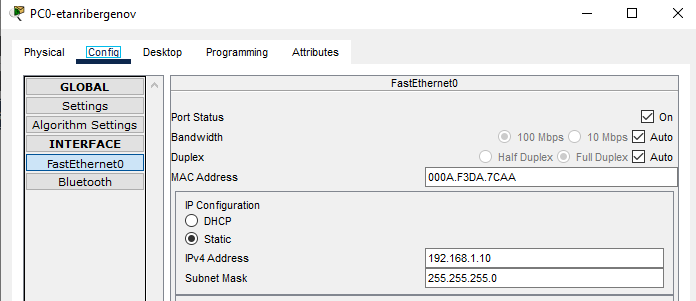 PC0-etanribergenov
Physical Config Desktop Programming Attributes
GLOBAL
Settings
Algorithm Settings
INTERFACE
FastEthernet0
Bluetooth
FastEthernet0
Port Status On
Bandwidth 100 Mbps 10 Mbps Auto
Duplex Half Duplex Full Duplex Auto
MAC Address 000A.F3DA.7CAA
IP Configuration
DHCP
Static
IPv4 Address 192.168.1.10
Subnet Mask 255.255.255.0